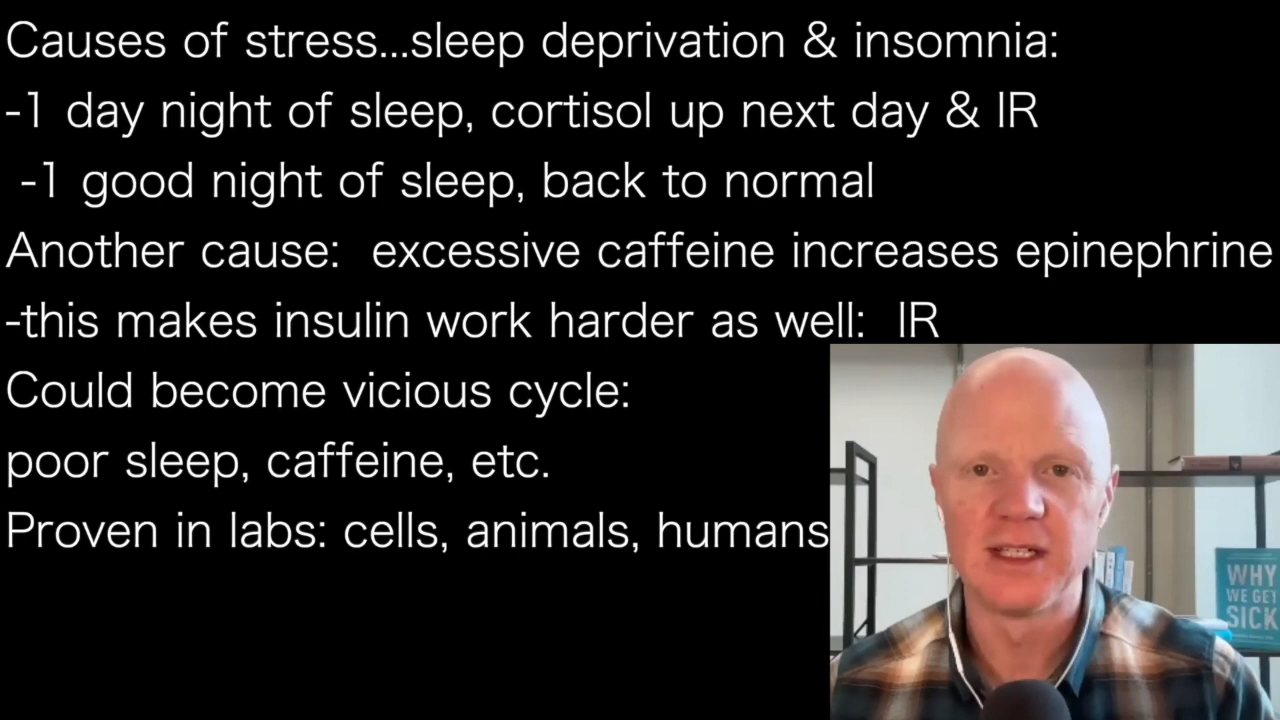 Causes of stress...sleep deprivation & insomnia:
-1 day night of sleep, cortisol up next day & IR
-1 good night of sleep, back to normal
Another cause:  excessive caffeine increases epinephrine
-this makes insulin work harder as well:  IR
Could become vicious cycle:
poor sleep, caffeine, etc.
Proven in labs: cells, animals, humans
WHY
WE GET
SICK